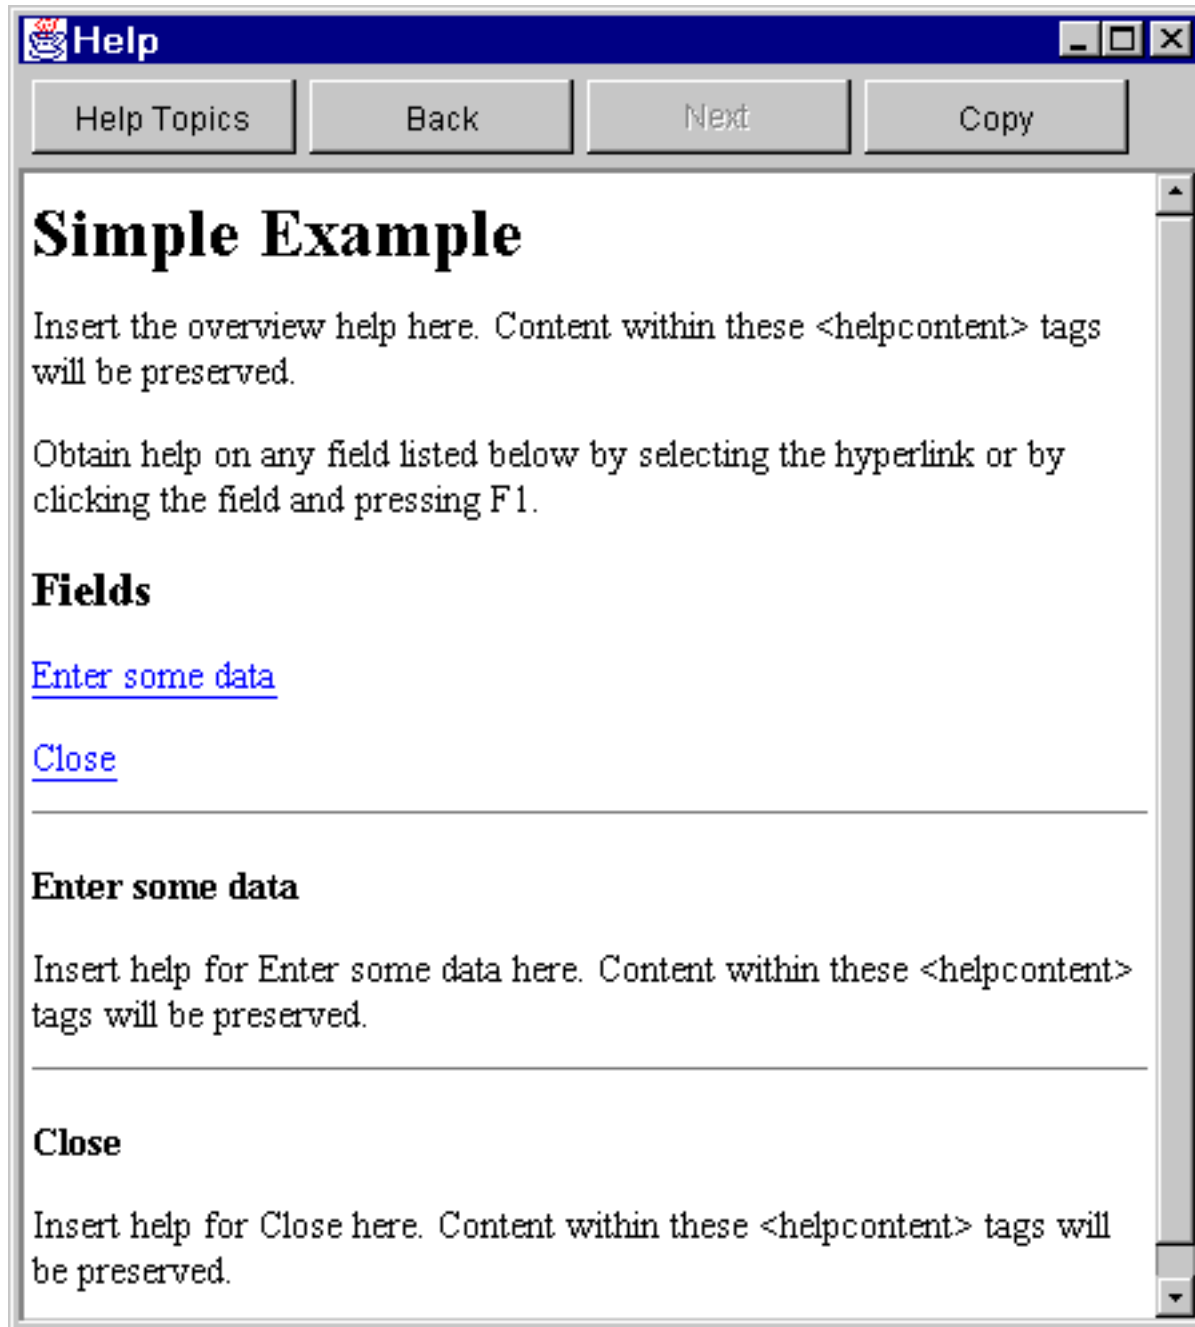 Help
Help Topics Back Next Copy
Simple Example
Insert the overview help here. Content within these <helpcontent> tags
will be preserved.
Obtain help on any field listed below by selecting the hyperlink or by
clicking the field and pressing F1.
Fields
Enter some data
Close
Enter some data
Insert help for Enter some data here. Content within these <helpcontent>
tags will be preserved.
Close
Insert help for Close here. Content within these <helpcontent> tags will
be preserved.